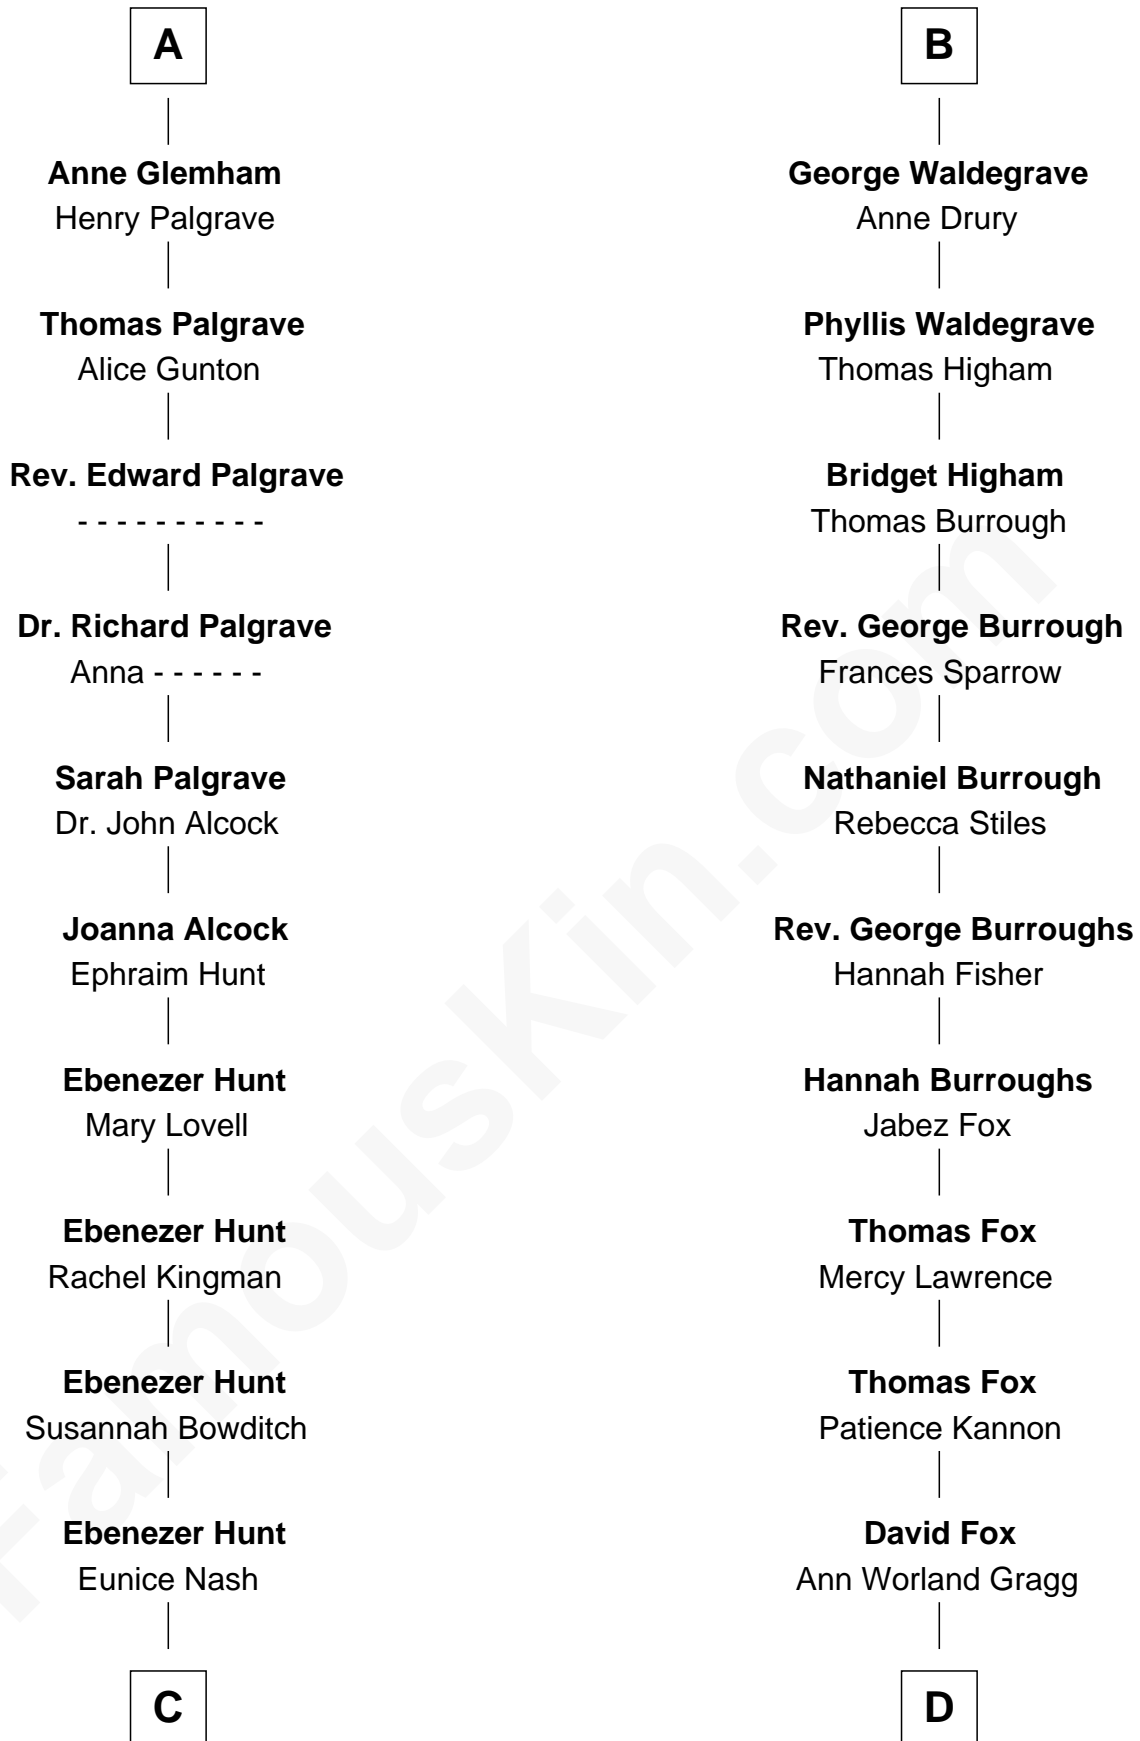 A
Anne Glemham
Henry Palgrave
Thomas Palgrave
Alice Gunton
Rev. Edward Palgrave
- - - - - - - - - -
Dr. Richard Palgrave
Anna - - - - - -
Sarah Palgrave
Dr. John Alcock
Joanna Alcock
Ephraim Hunt
Ebenezer Hunt
Mary Lovell
Ebenezer Hunt
Rachel Kingman
Ebenezer Hunt
Susannah Bowditch
Ebenezer Hunt
Eunice Nash
C
B
George Waldegrave
Anne Drury
Phyllis Waldegrave
Thomas Higham
Bridget Higham
Thomas Burrough
Rev. George Burrough
Frances Sparrow
Nathaniel Burrough
Rebecca Stiles
Rev. George Burroughs
Hannah Fisher
Hannah Burroughs
Jabez Fox
Thomas Fox
Mercy Lawrence
Thomas Fox
Patience Kannon
David Fox
Ann Worland Gragg
D
FamousKin.com